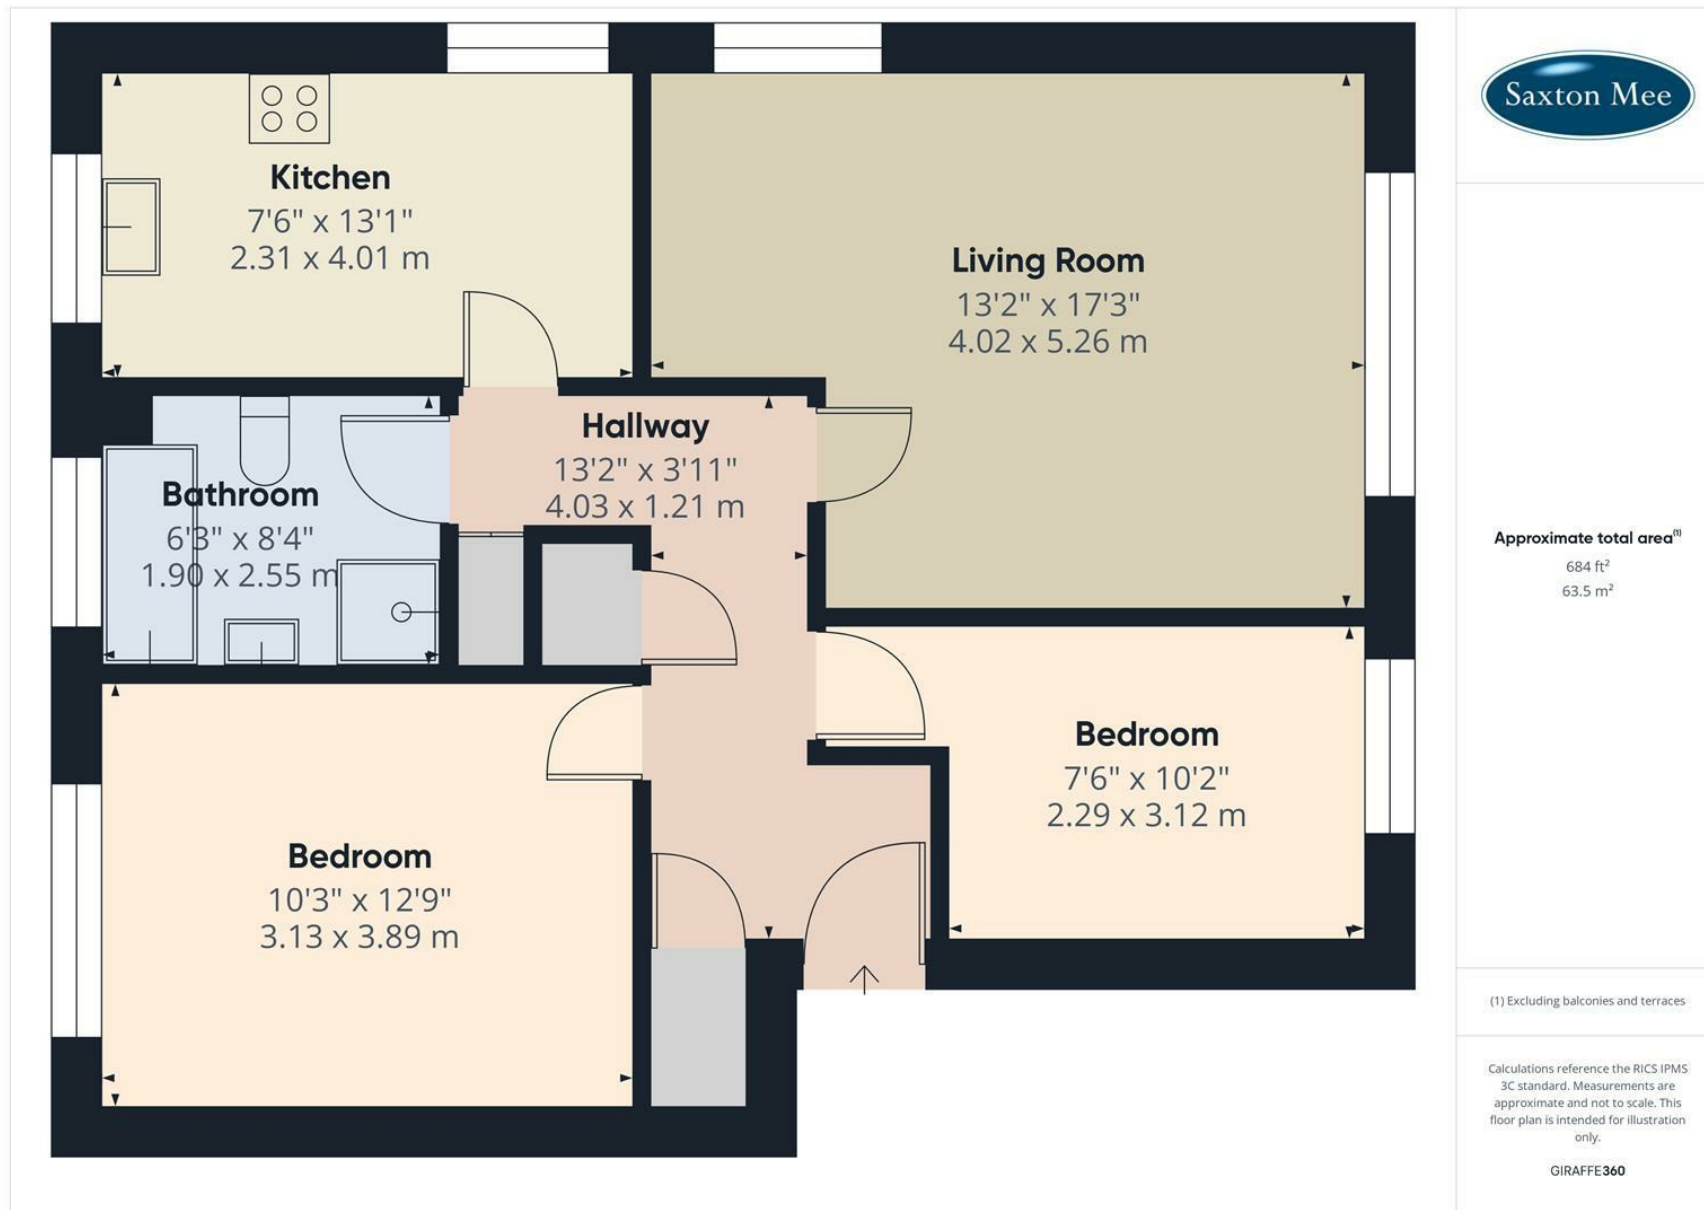 Kitchen
7'6" x 13'1"
2.31 x 4.01 m
Living Room
13'2" x 17'3"
4.02 x 5.26 m
Hallway
13'2" x 3'11"
4.03 x 1.21 m
Bathroom
6'3" x 8'4"
1.90 x 2.55 m
Bedroom
7'6" x 10'2"
2.29 x 3.12 m
Bedroom
10'3" x 12'9"
3.13 x 3.89 m
Saxton Mee
Approximate total area(1)
684 ft²
63.5 m²
(1) Excluding balconies and terraces
Calculations reference the RICS IPMS
3C standard. Measurements are
approximate and not to scale. This
floor plan is intended for illustration
only.
GIRAFFE360